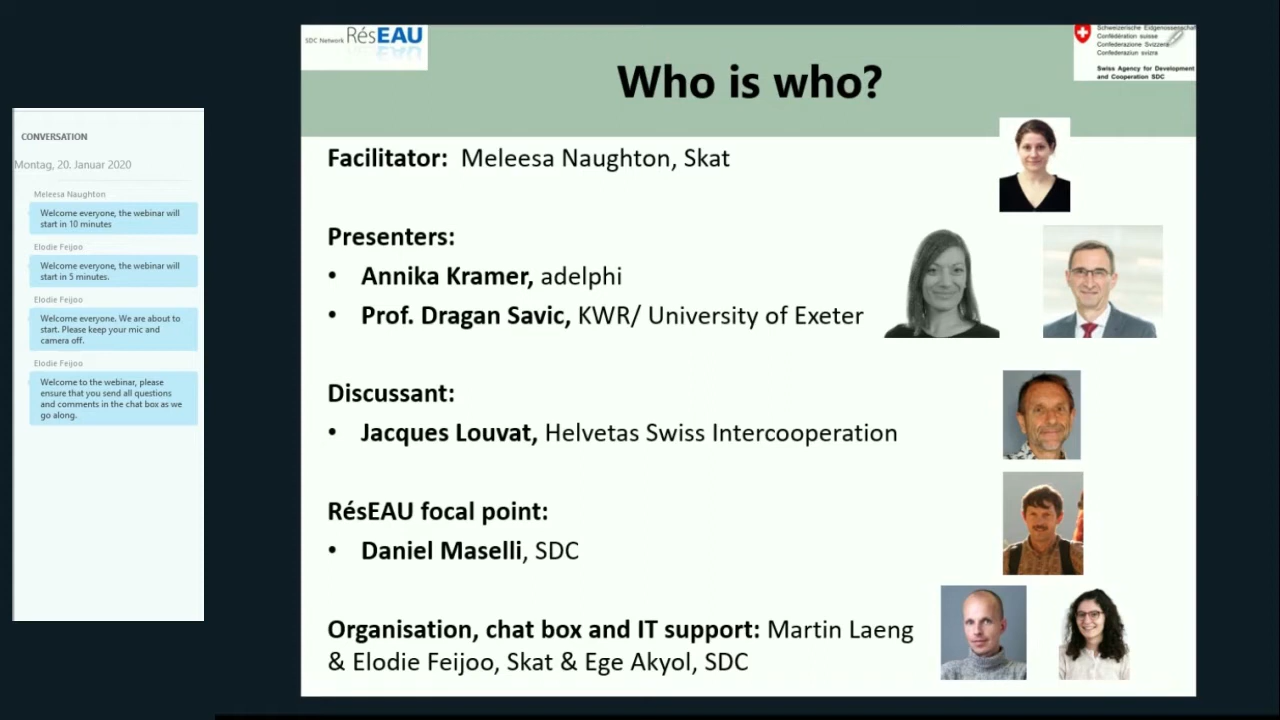 SDC Network RésEAU
Schweizerische Eidgenossenschaft
Confédération suisse
Confederazione Svizzera
Confederaziun svizra
Swiss Agency for Development
and Cooperation SDC
Who is who?
CONVERSATION
Montag, 20. Januar 2020
Meleesa Naughton
Welcome everyone, the webinar will
start in 10 minutes
Elodie Feijoo
Welcome everyone, the webinar will
start in 5 minutes.
Elodie Feijoo
Welcome everyone. We are about to
start. Please keep your mic and
camera off.
Elodie Feijoo
Welcome to the webinar, please
ensure that you send all questions
and comments in the chat box as we
go along.
Facilitator: Meleesa Naughton, Skat
Presenters:
• Annika Kramer, adelphi
• Prof. Dragan Savic, KWR/ University of Exeter
Discussant:
• Jacques Louvat, Helvetas Swiss Intercooperation
RésEAU focal point:
• Daniel Maselli, SDC
Organisation, chat box and IT support: Martin Laeng
& Elodie Feijoo, Skat & Ege Akyol, SDC